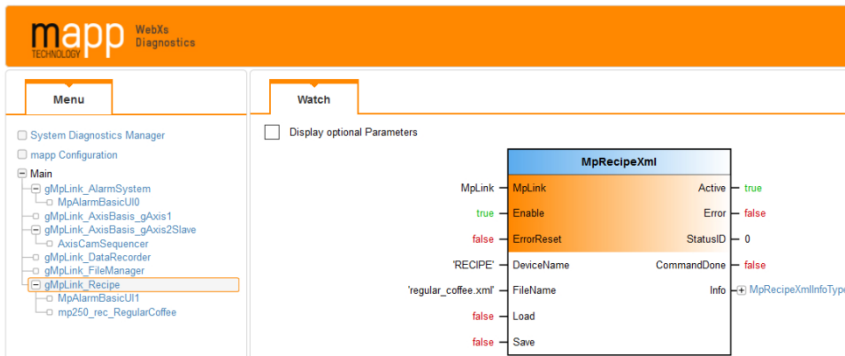 mapp
TECHNOLOGY
WebXs
Diagnostics
Menu
System Diagnostics Manager
mapp Configuration
Main
gMpLink_AlarmSystem
MpAlarmBasicUI0
gMpLink_AxisBasis_gAxis1
gMpLink_AxisBasis_gAxis2Slave
AxisCamSequencer
gMpLink_DataRecorder
gMpLink_FileManager
gMpLink_Recipe
MpAlarmBasicUI1
mp250_rec_RegularCoffee
Watch
Display optional Parameters
MpRecipeXml
MpLink MpLink Active true
true Enable Error false
false ErrorReset StatusID 0
'RECIPE' DeviceName CommandDone false
'regular_coffee.xml' FileName Info MpRecipeXmlInfoType
false Load
false Save